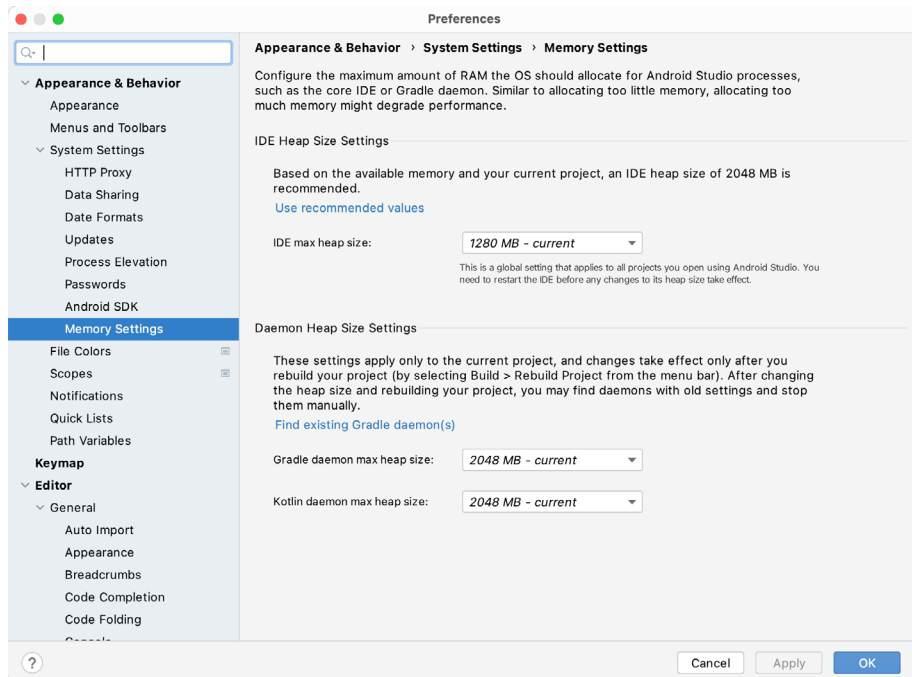 Preferences
Appearance & Behavior
Appearance
Menus and Toolbars
System Settings
HTTP Proxy
Data Sharing
Date Formats
Updates
Process Elevation
Passwords
Android SDK
Memory Settings
File Colors
Scopes
Notifications
Quick Lists
Path Variables
Keymap
Editor
General
Auto Import
Appearance
Breadcrumbs
Code Completion
Code Folding
Appearance & Behavior › System Settings › Memory Settings
Configure the maximum amount of RAM the OS should allocate for Android Studio processes,
such as the core IDE or Gradle daemon. Similar to allocating too little memory, allocating too
much memory might degrade performance.
IDE Heap Size Settings
Based on the available memory and your current project, an IDE heap size of 2048 MB is
recommended.
Use recommended values
IDE max heap size: 1280 MB - current
This is a global setting that applies to all projects you open using Android Studio. You
need to restart the IDE before any changes to its heap size take effect.
Daemon Heap Size Settings
These settings apply only to the current project, and changes take effect only after you
rebuild your project (by selecting Build > Rebuild Project from the menu bar). After changing
the heap size and rebuilding your project, you may find daemons with old settings and stop
them manually.
Find existing Gradle daemon(s)
Gradle daemon max heap size: 2048 MB - current
Kotlin daemon max heap size: 2048 MB - current
? Cancel Apply OK